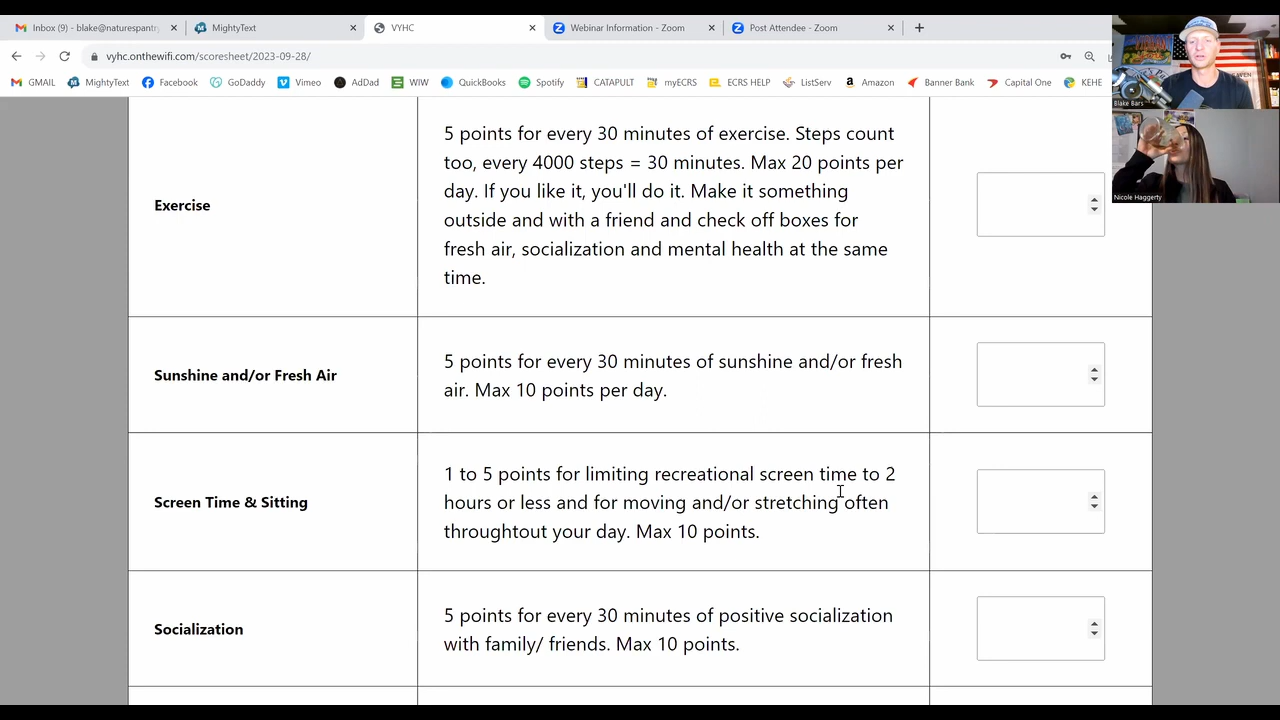 Inbox (9) - blake@naturespantry
MightyText
VYHC
Webinar Information - Zoom
Post Attendee - Zoom
vyhc.onthewifi.com/scoresheet/2023-09-28/
GMAIL
MightyText
Facebook
GoDaddy
Vimeo
AdDad
WIW
QuickBooks
Spotify
CATAPULT
myECRS
ECRS HELP
ListServ
Amazon
Banner Bank
Capital One
KEHE
Blake Bars
Nicole Haggerty
Exercise
5 points for every 30 minutes of exercise. Steps count
too, every 4000 steps = 30 minutes. Max 20 points per
day. If you like it, you'll do it. Make it something
outside and with a friend and check off boxes for
fresh air, socialization and mental health at the same
time.
Sunshine and/or Fresh Air
5 points for every 30 minutes of sunshine and/or fresh
air. Max 10 points per day.
Screen Time & Sitting
1 to 5 points for limiting recreational screen time to 2
hours or less and for moving and/or stretching often
throughtout your day. Max 10 points.
Socialization
5 points for every 30 minutes of positive socialization
with family/ friends. Max 10 points.